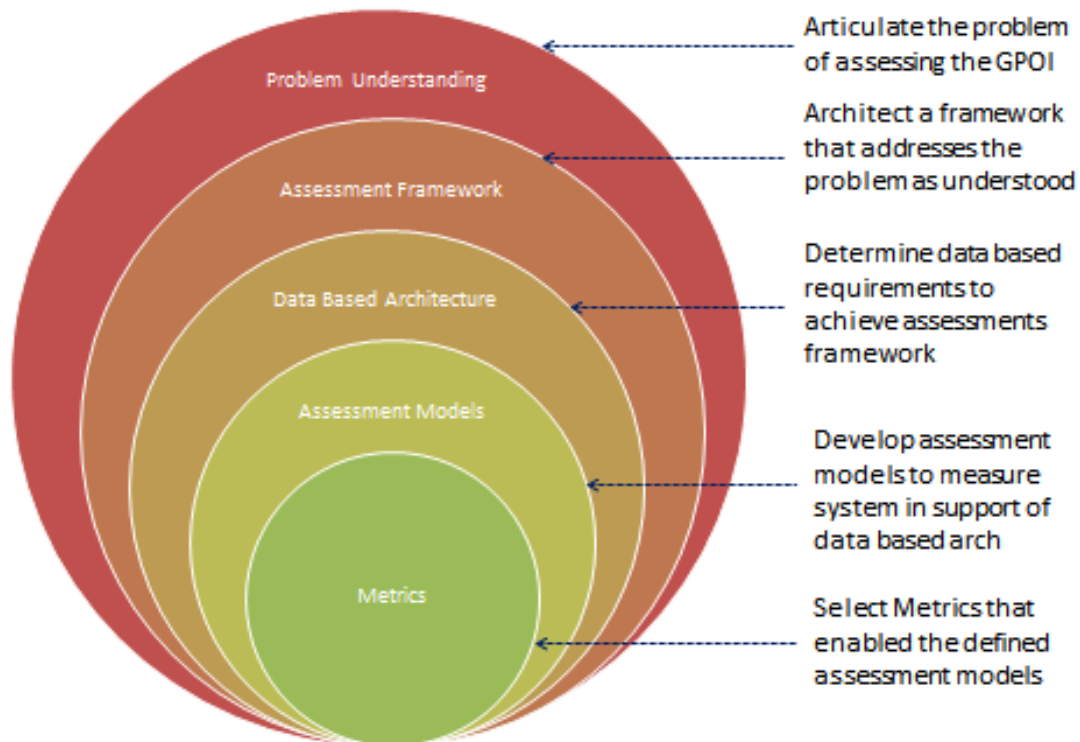 Problem Understanding
Assessment Framework
Data Based Architecture
Assessment Models
Metrics
Articulate the problem
of assessing the GPOI
Architect a framework
that addresses the
problem as understood
Determine data based
requirements to
achieve assessments
framework
Develop assessment
models to measure
system in support of
data based arch
Select Metrics that
enabled the defined
assessment models